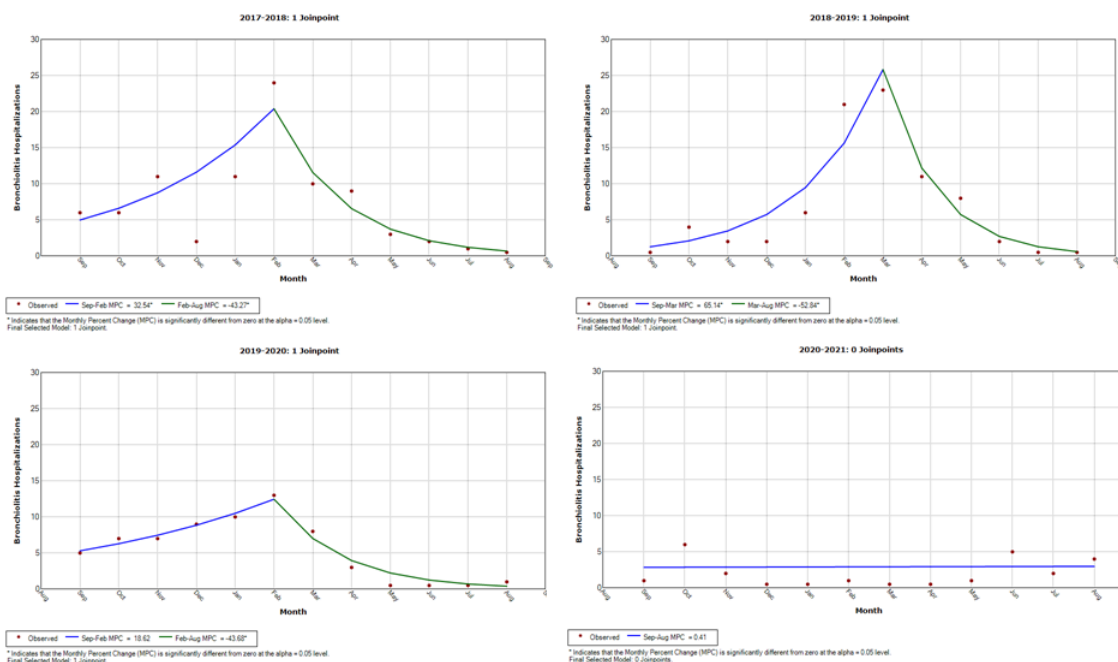 2017-2018: 1 Joinpoint
Bronchiolitis Hospitalizations
30
25
20
15
10
5
0
Aug
Sep
Oct
Nov
Dec
Jan
Feb
Mar
Apr
May
Jun
Jul
Aug
Sep
Month
Observed Sep-Feb MPC = 32.54* Feb-Aug MPC = -43.27*
* Indicates that the Monthly Percent Change (MPC) is significantly different from zero at the alpha = 0.05 level.
Final Selected Model: 1 Joinpoint.
2018-2019: 1 Joinpoint
Bronchiolitis Hospitalizations
30
25
20
15
10
5
0
Aug
Sep
Oct
Nov
Dec
Jan
Feb
Mar
Apr
May
Jun
Jul
Aug
Month
Observed Sep-Mar MPC = 65.14* Mar-Aug MPC = -52.84*
* Indicates that the Monthly Percent Change (MPC) is significantly different from zero at the alpha = 0.05 level.
Final Selected Model: 1 Joinpoint.
2019-2020: 1 Joinpoint
Bronchiolitis Hospitalizations
30
25
20
15
10
5
0
Aug
Sep
Oct
Nov
Dec
Jan
Feb
Mar
Apr
May
Jun
Jul
Aug
Month
Observed Sep-Feb MPC = 18.62 Feb-Aug MPC = -43.68*
* Indicates that the Monthly Percent Change (MPC) is significantly different from zero at the alpha = 0.05 level.
Final Selected Model: 1 Joinpoint.
2020-2021: 0 Joinpoints
Bronchiolitis Hospitalizations
30
25
20
15
10
5
0
Aug
Sep
Oct
Nov
Dec
Jan
Feb
Mar
Apr
May
Jun
Jul
Aug
Month
Observed Sep-Aug MPC = 0.41
* Indicates that the Monthly Percent Change (MPC) is significantly different from zero at the alpha = 0.05 level.
Final Selected Model: 0 Joinpoints.